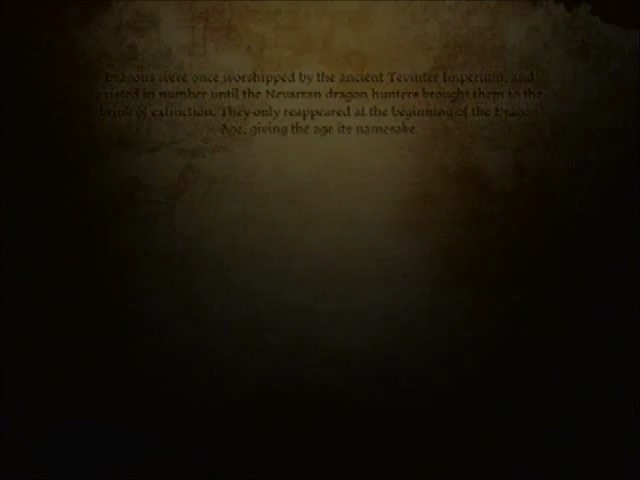 Dragons were once worshipped by the ancient Tevinter Imperium, and
existed in number until the Nevarran dragon hunters brought them to the
brink of extinction. They only reappeared at the beginning of the Dragon
Age, giving the age its namesake.